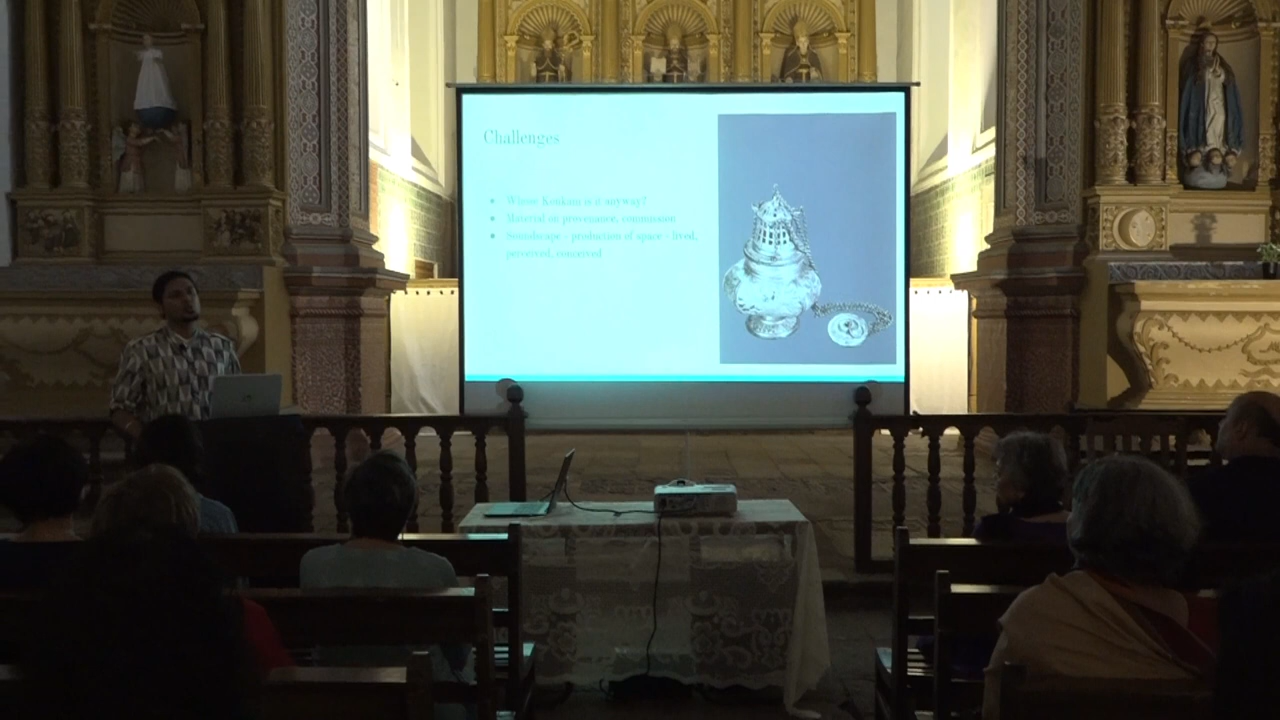 Challenges
Whose Konkani is it anyway?
Material on provenance, commission
Soundscape - production of space - lived,
perceived, conceived